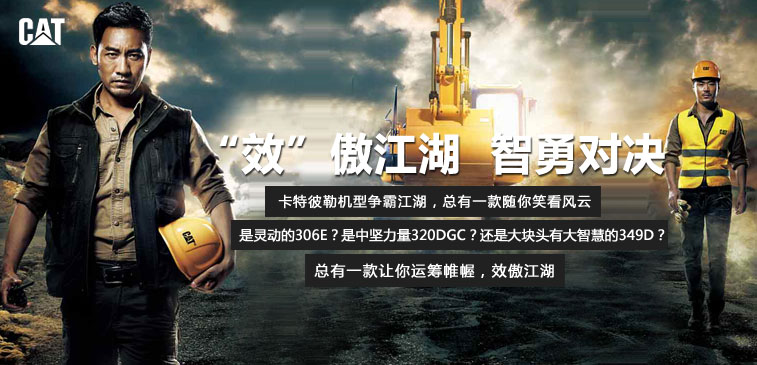 CAT
“效”傲江湖 智勇对决
卡特彼勒机型争霸江湖，总有一款随你笑看风云
是灵动的306E？是中坚力量320DGC？还是大块头有大智慧的349D？
总有一款让你运筹帷幄，效傲江湖
CAT
CAT